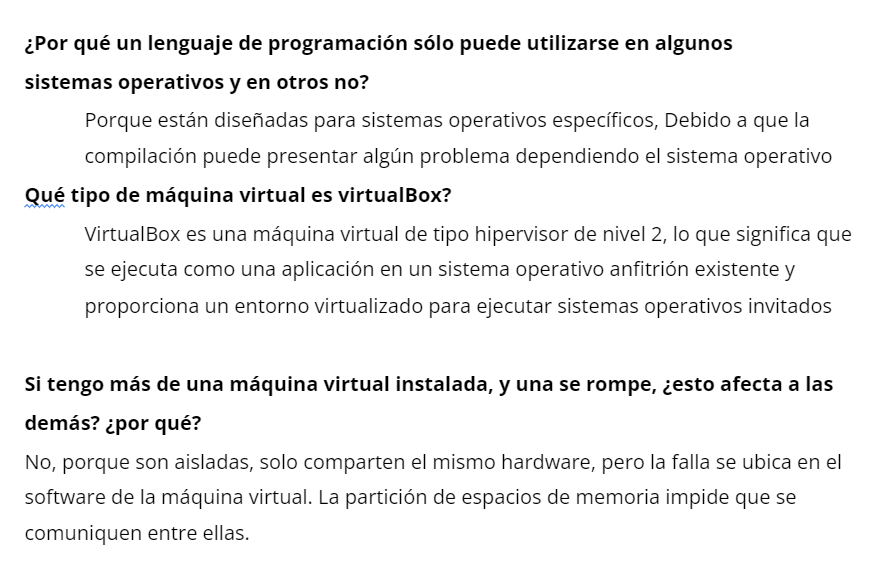 ¿Por qué un lenguaje de programación sólo puede utilizarse en algunos
sistemas operativos y en otros no?
Porque están diseñadas para sistemas operativos específicos, Debido a que la
compilación puede presentar algún problema dependiendo el sistema operativo
Qué tipo de máquina virtual es virtualBox?
VirtualBox es una máquina virtual de tipo hipervisor de nivel 2, lo que significa que
se ejecuta como una aplicación en un sistema operativo anfitrión existente y
proporciona un entorno virtualizado para ejecutar sistemas operativos invitados
Si tengo más de una máquina virtual instalada, y una se rompe, ¿esto afecta a las
demás? ¿por qué?
No, porque son aisladas, solo comparten el mismo hardware, pero la falla se ubica en el
software de la máquina virtual. La partición de espacios de memoria impide que se
comuniquen entre ellas.